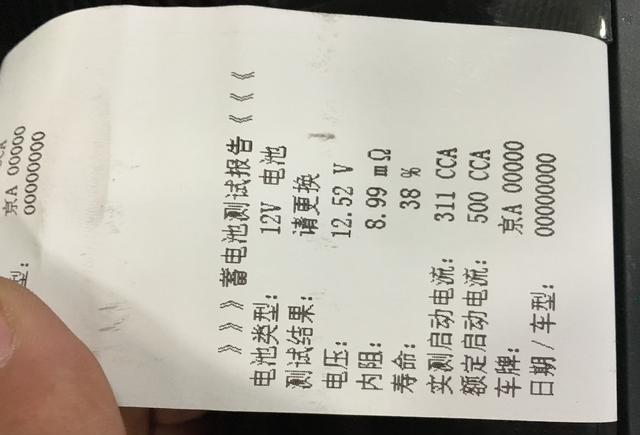 京A 00000
00000000
型：
》》》蓄电池测试报告《《《
电池类型： 12V 电池
测试结果： 请更换
电压： 12.52 V
内阻： 8.99 mΩ
寿命： 38 %
实测启动电流： 311 CCA
额定启动电流： 500 CCA
车牌： 京A 00000
日期/车型： 00000000